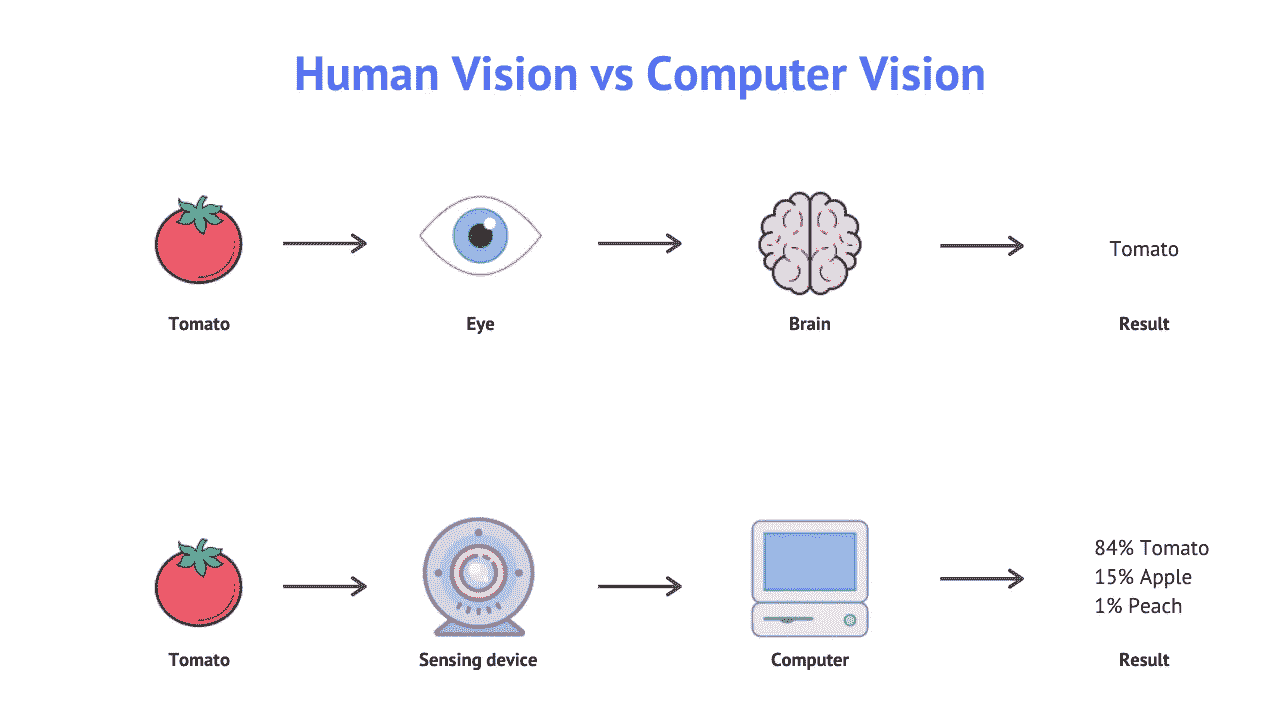 Human Vision vs Computer Vision
Tomato
Tomato
Eye
Brain
Result
84% Tomato
15% Apple
1% Peach
Tomato
Sensing device
Computer
Result